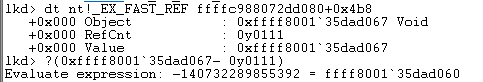 lkd> dt nt!_EX_FAST_REF ffffc988072dd080+0x4b8
+0x000 Object : 0xffff8001`35dad067 Void
+0x000 RefCnt : 0y0111
+0x000 Value : 0xffff8001`35dad067
lkd> ?(0xffff8001`35dad067- 0y0111)
Evaluate expression: -140732289855392 = ffff8001`35dad060